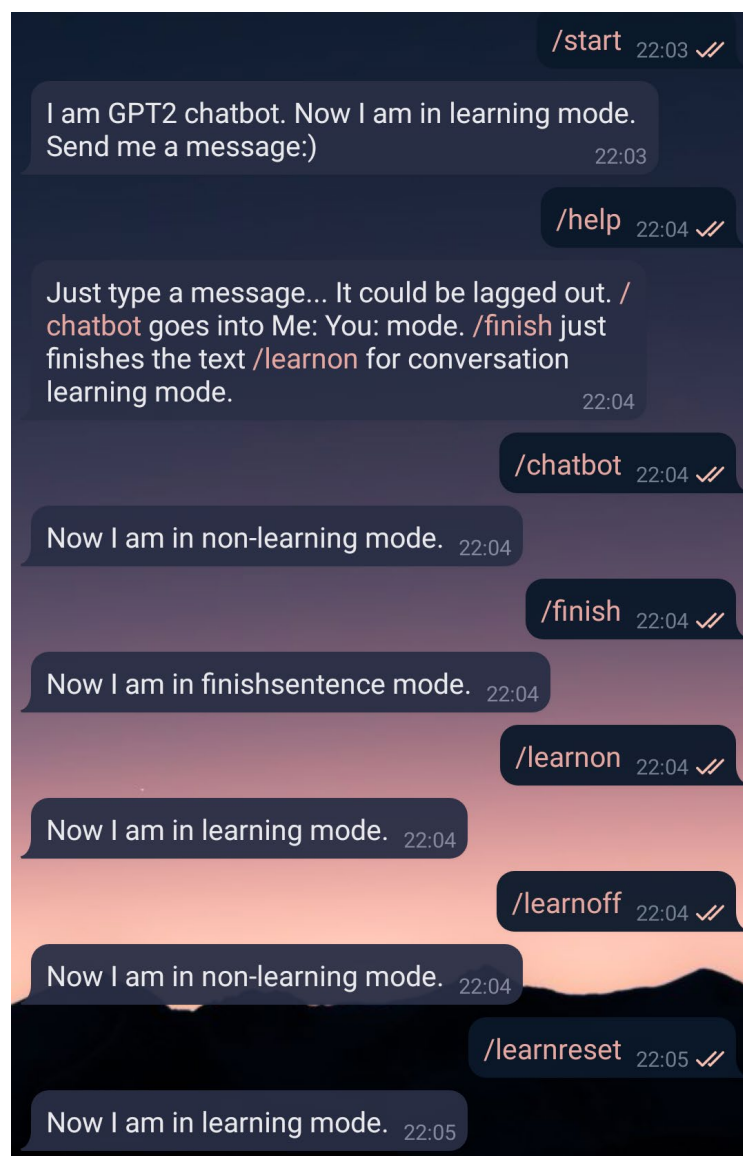 /start 22:03
I am GPT2 chatbot. Now I am in learning mode.
Send me a message:)
22:03
/help 22:04
Just type a message... It could be lagged out. /
chatbot goes into Me: You: mode. /finish just
finishes the text /learnon for conversation
learning mode.
22:04
/chatbot 22:04
Now I am in non-learning mode. 22:04
/finish 22:04
Now I am in finishsentence mode. 22:04
/learnon 22:04
Now I am in learning mode. 22:04
/learnoff 22:04
Now I am in non-learning mode. 22:04
/learnreset 22:05
Now I am in learning mode. 22:05